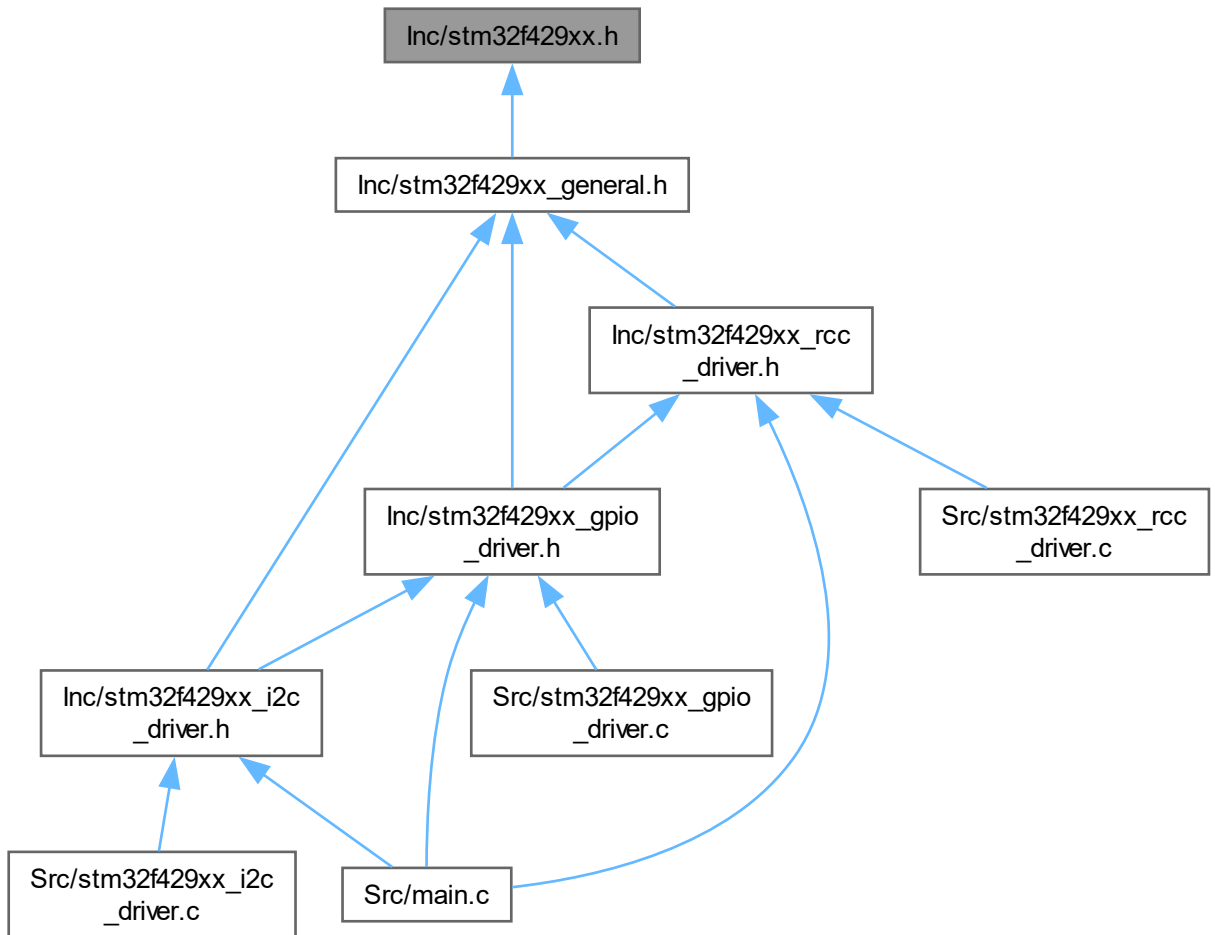 Inc/stm32f429xx.h
Inc/stm32f429xx_general.h
Inc/stm32f429xx_rcc
_driver.h
Inc/stm32f429xx_gpio
_driver.h
Src/stm32f429xx_rcc
_driver.c
Inc/stm32f429xx_i2c
_driver.h
Src/stm32f429xx_gpio
_driver.c
Src/stm32f429xx_i2c
_driver.c
Src/main.c